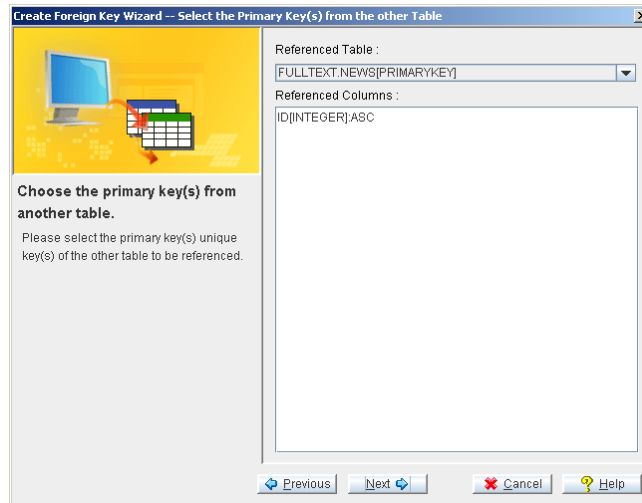 Create Foreign Key Wizard -- Select the Primary Key(s) from the other Table
Choose the primary key(s) from
another table.
Please select the primary key(s) unique
key(s) of the other table to be referenced.
Referenced Table :
FULLTEXT.NEWS[PRIMARYKEY]
Referenced Columns :
ID[INTEGER]:ASC
Previous
Next
Cancel
Help